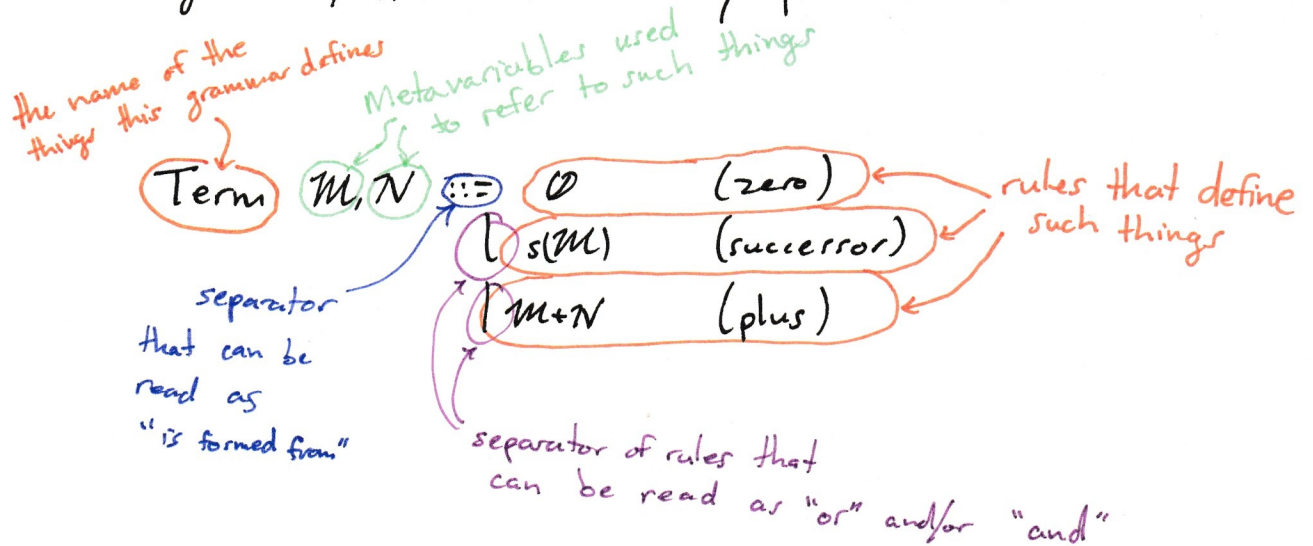 the name of the
things this grammar defines
Metavariables used
to refer to such things
Term M, N ::= 0 (zero)
| s(M) (successor)
| M+N (plus)
rules that define
such things
separator
that can be
read as
"is formed from"
separator of rules that
can be read as "or" and/or "and"